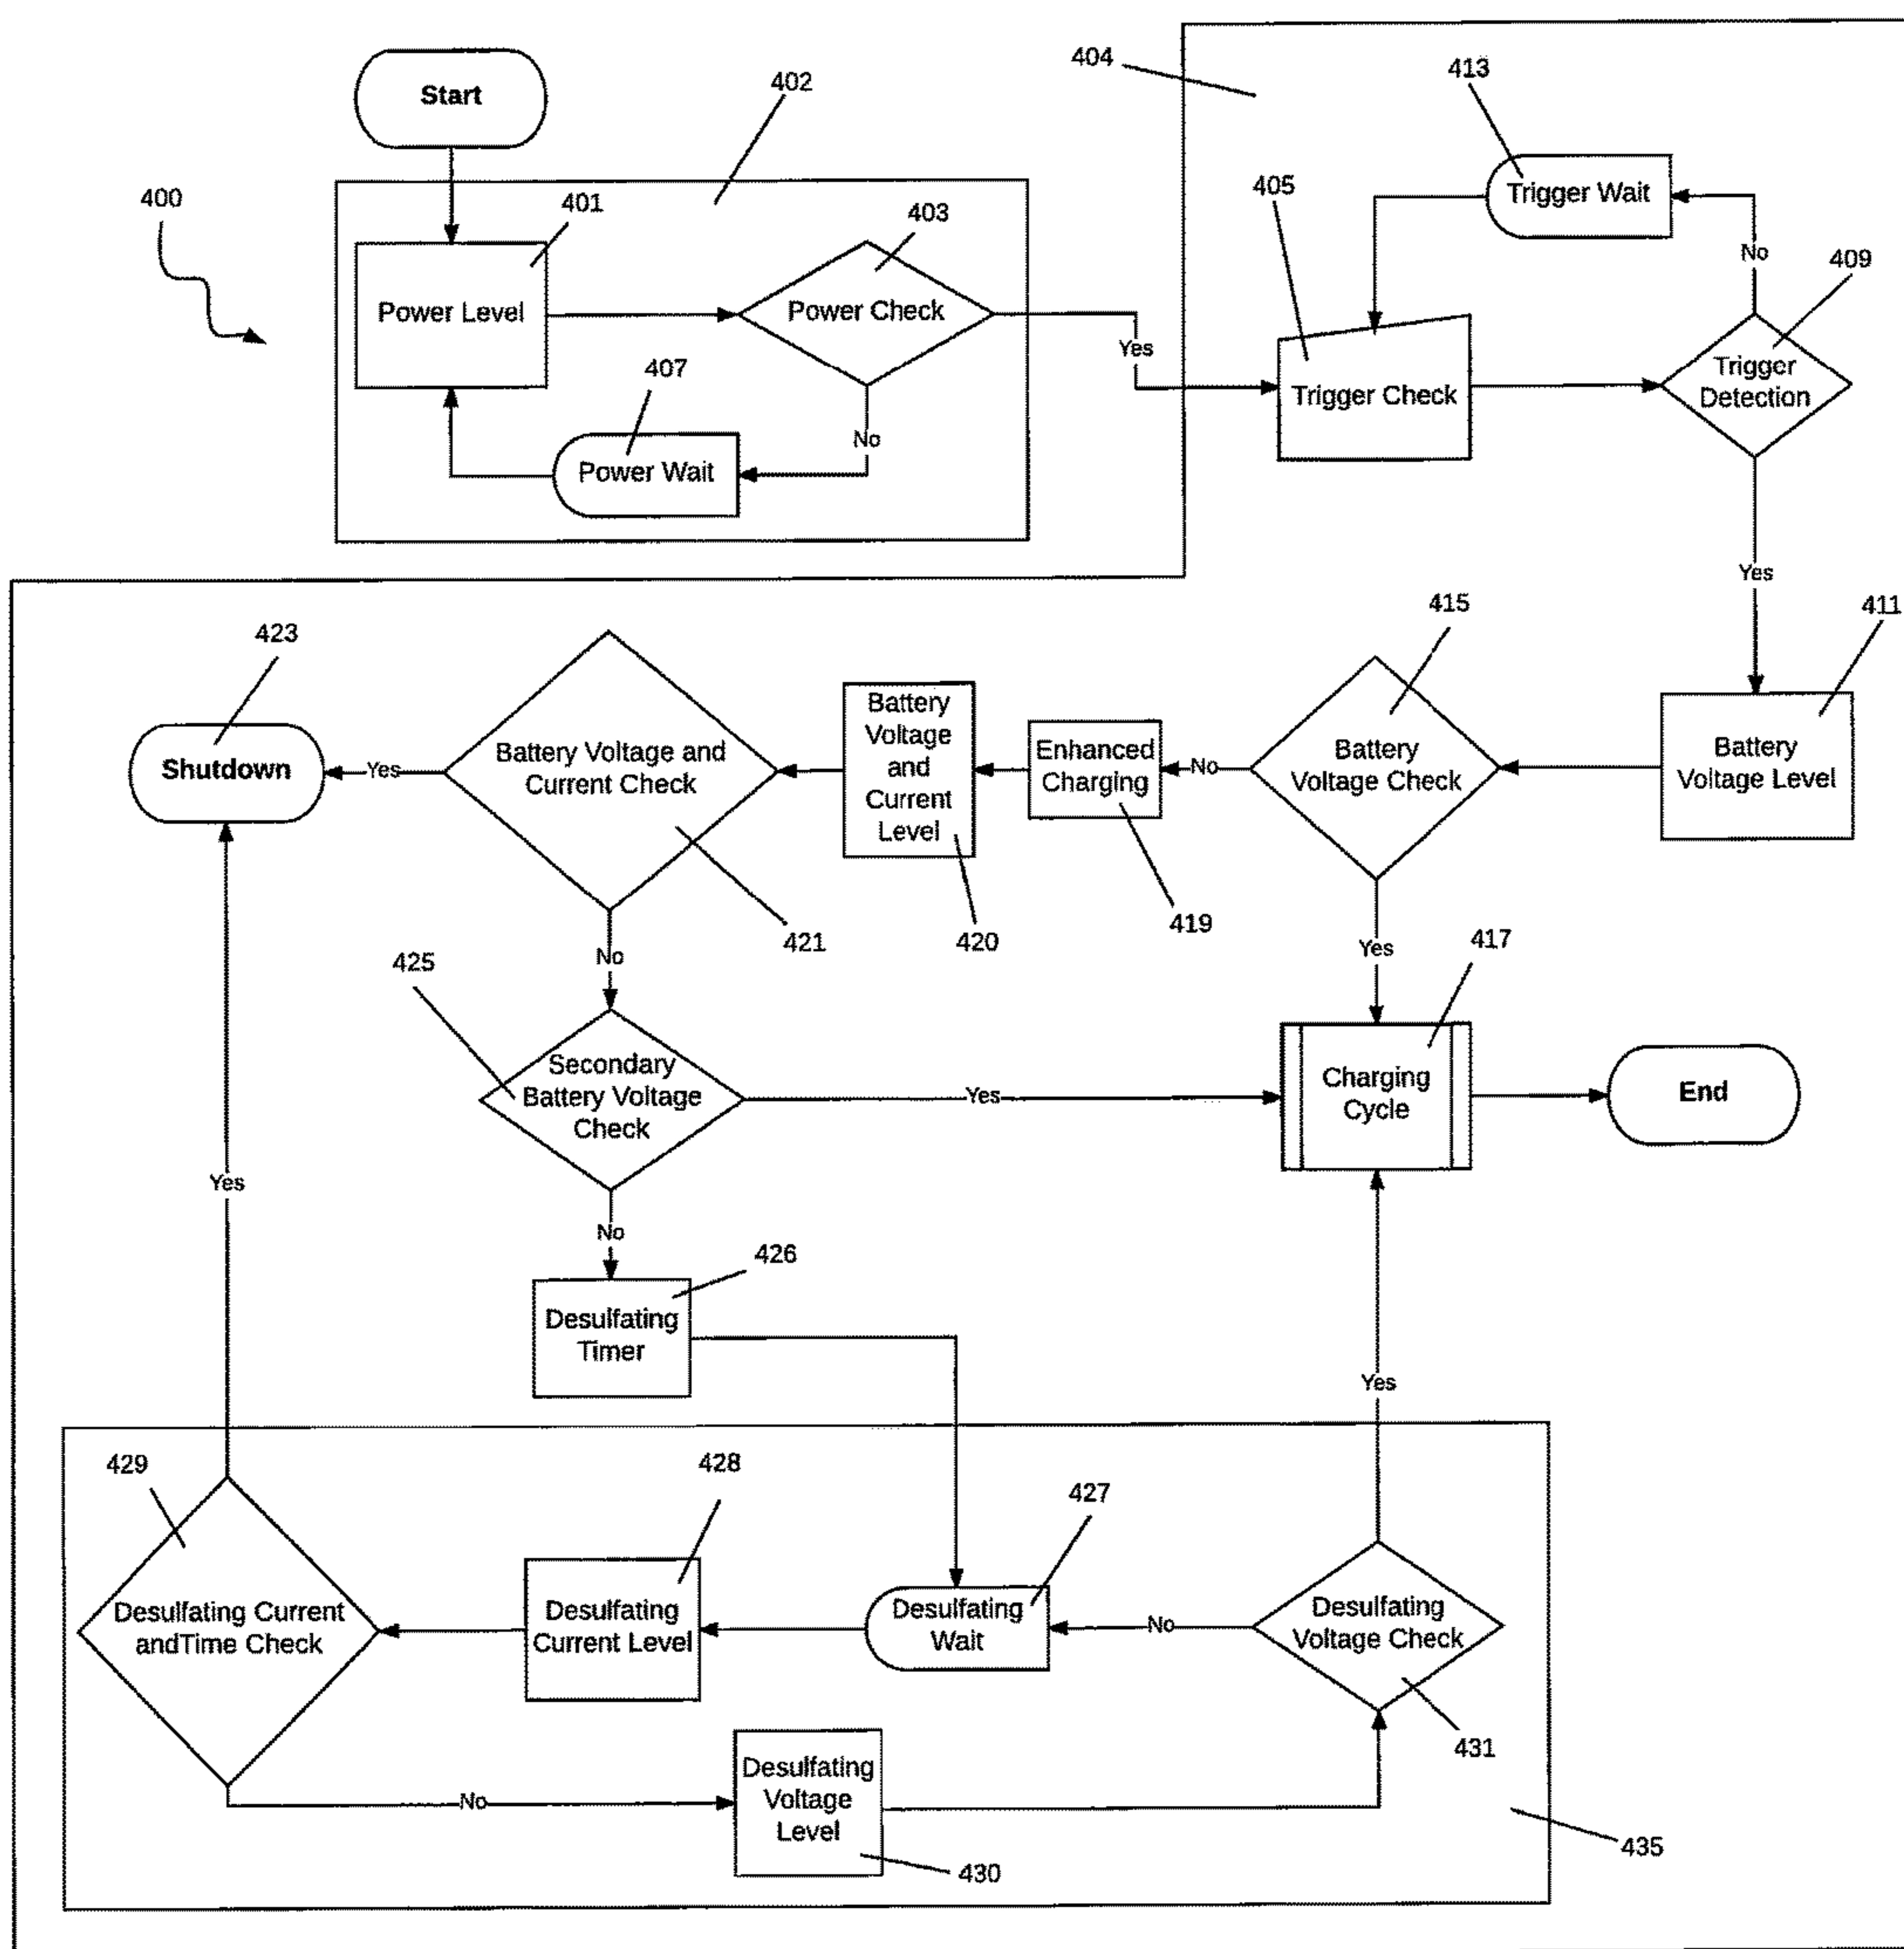 Start
400
402
401
403
Power Level
Power Check
407
Power Wait
No
Yes
404
413
405
Trigger Wait
No
409
Trigger Check
Trigger
Detection
Yes
411
Battery
Voltage Level
415
Battery
Voltage Check
No
Yes
Enhanced
Charging
419
Battery
Voltage
and
Current
Level
420
Battery Voltage and
Current Check
421
Yes
423
Shutdown
No
425
Secondary
Battery Voltage
Check
Yes
417
Charging
Cycle
End
No
426
Desulfating
Timer
Yes
Yes
429
Desulfating Current
andTime Check
428
Desulfating
Current Level
427
Desulfating
Wait
No
Desulfating
Voltage Check
431
No
Desulfating
Voltage
Level
430
435